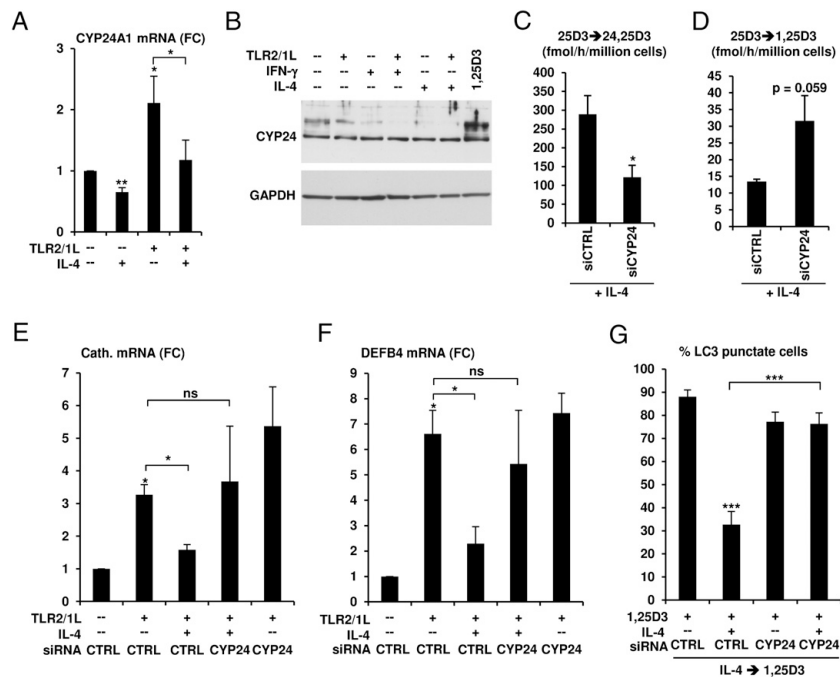 A
CYP24A1 mRNA (FC)
3
2
1
0
*
*
**
TLR2/1L -- -- + +
IL-4 -- + -- +
B
TLR2/1L -- + -- + -- +
IFN-γ -- -- + + -- --
IL-4 -- -- -- -- + +
1,25D3
CYP24
GAPDH
C
25D3➔24,25D3
(fmol/h/million cells)
400
350
300
250
200
150
100
50
0
*
siCTRL
siCYP24
+ IL-4
D
25D3➔1,25D3
(fmol/h/million cells)
45
40
35
30
25
20
15
10
5
0
p = 0.059
siCTRL
siCYP24
+ IL-4
E
Cath. mRNA (FC)
7
6
5
4
3
2
1
0
ns
*
*
TLR2/1L -- + + + +
IL-4 -- -- + + --
siRNA CTRL CTRL CTRL CYP24 CYP24
F
DEFB4 mRNA (FC)
9
8
7
6
5
4
3
2
1
0
ns
*
*
TLR2/1L -- + + + +
IL-4 -- -- + + --
siRNA CTRL CTRL CTRL CYP24 CYP24
G
% LC3 punctate cells
100
90
80
70
60
50
40
30
20
10
0
***
***
1,25D3 + + + +
IL-4 -- + -- +
siRNA CTRL CTRL CYP24 CYP24
IL-4 ➔ 1,25D3